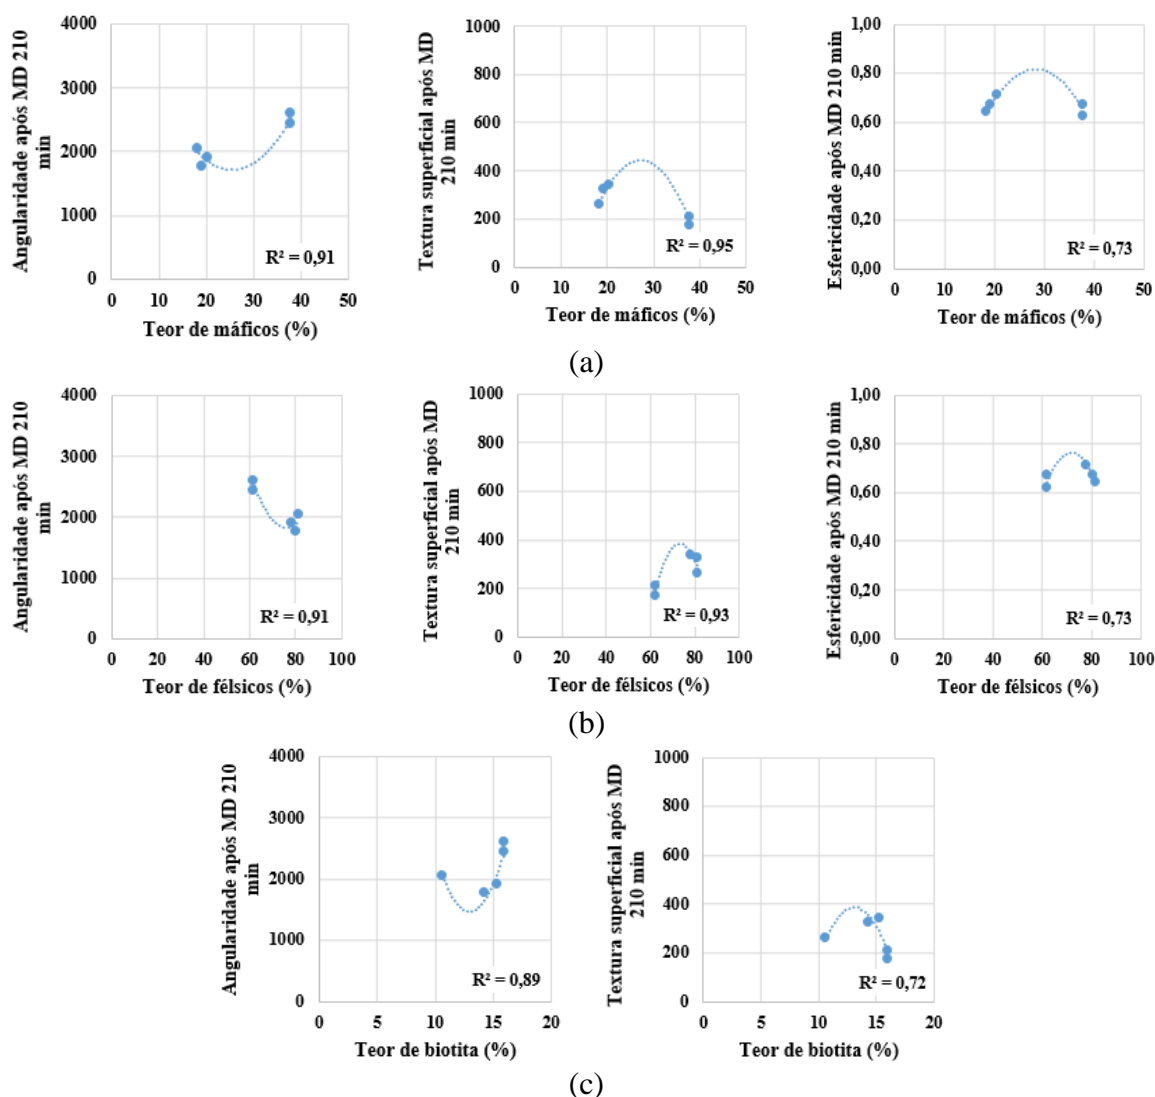 Angularidade após MD 210
min
4000
3000
2000
1000
0
0 10 20 30 40 50
R² = 0,91
Teor de máficos (%)
Textura superficial após MD
210 min
1000
800
600
400
200
0
0 10 20 30 40 50
R² = 0,95
Teor de máficos (%)
Esfericidade após MD 210 min
1,00
0,80
0,60
0,40
0,20
0,00
0 10 20 30 40 50
R² = 0,73
Teor de máficos (%)
(a)
Angularidade após MD 210
min
4000
3000
2000
1000
0
0 20 40 60 80 100
R² = 0,91
Teor de félsicos (%)
Textura superficial após MD
210 min
1000
800
600
400
200
0
0 20 40 60 80 100
R² = 0,93
Teor de félsicos (%)
Esfericidade após MD 210 min
1,00
0,80
0,60
0,40
0,20
0,00
0 20 40 60 80 100
R² = 0,73
Teor de félsicos (%)
(b)
Angularidade após MD 210
min
4000
3000
2000
1000
0
0 5 10 15 20
R² = 0,89
Teor de biotita (%)
Textura superficial após MD
210 min
1000
800
600
400
200
0
0 5 10 15 20
R² = 0,72
Teor de biotita (%)
(c)